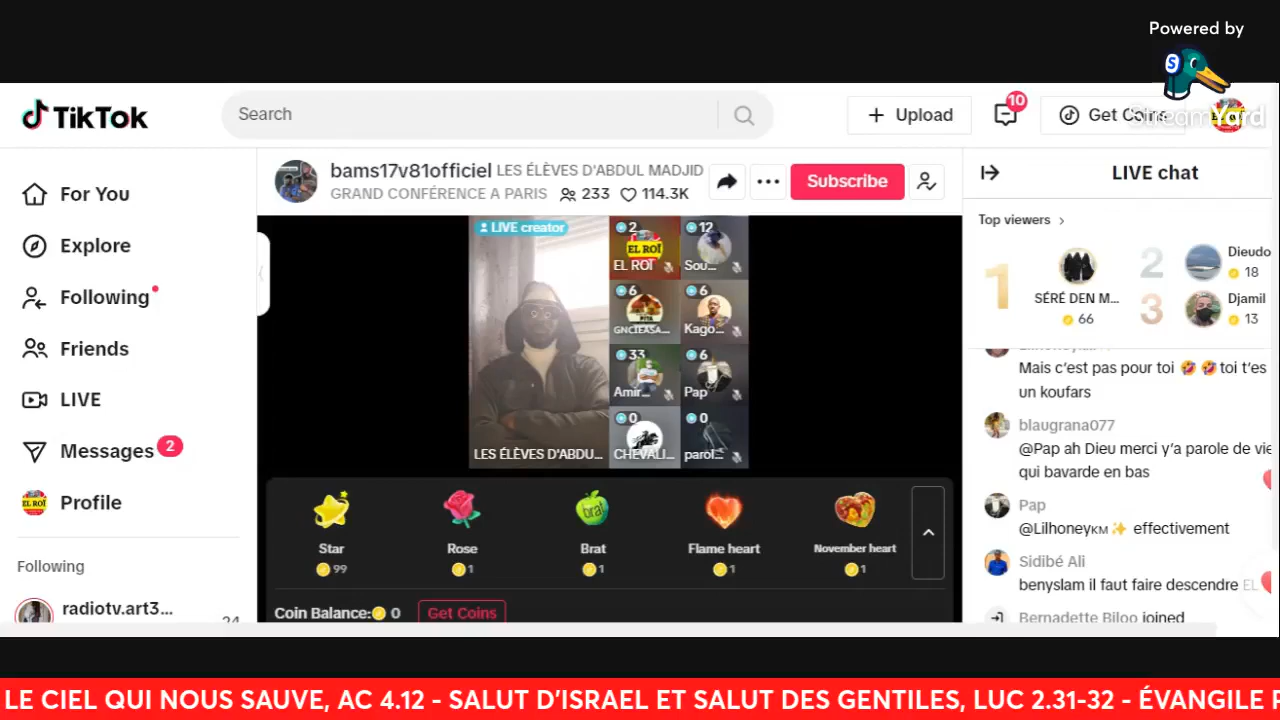 Powered by
StreamYard
TikTok
Search
Upload
10
Get Coins
For You
Explore
Following
Friends
LIVE
Messages 2
Profile
Following
radiotv.art3...
24
bams17v81officiel LES ÉLÈVES D'ABDUL MADJID
GRAND CONFÉRENCE A PARIS 233 114.3K
Subscribe
LIVE creator
LES ÉLÈVES D'ABDU...
2
EL ROÏ
EL ROÏ
12
Sou...
6
GNCIEASA...
6
Kago...
33
Amir...
6
Pap
0
CHEVALI...
0
parol...
Star
99
Rose
1
Brat
1
Flame heart
1
November heart
1
Coin Balance: 0 Get Coins
LIVE chat
Top viewers
1
SÉRÉ DEN M...
66
2
Dieudo
18
3
Djamil
13
Mais c'est pas pour toi 🤣 🤣 toi t'es
un koufars
blaugrana077
@Pap ah Dieu merci y'a parole de vie
qui bavarde en bas
Pap
@Lilhoneyкм✨ effectivement
Sidibé Ali
benyslam il faut faire descendre EL
Bernadette Biloo joined
LE CIEL QUI NOUS SAUVE, AC 4.12 - SALUT D'ISRAEL ET SALUT DES GENTILES, LUC 2.31-32 - ÉVANGILE